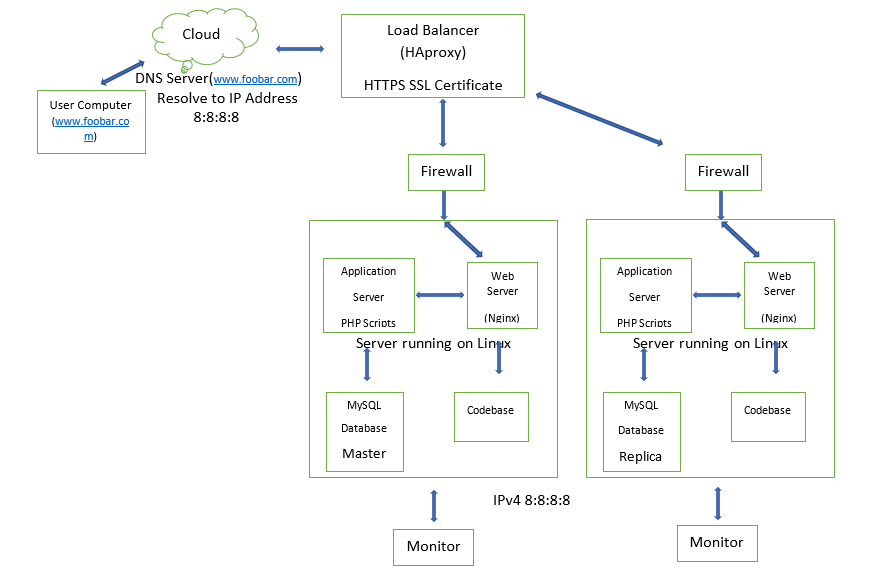 Cloud
DNS Server(www.foobar.com)
Resolve to IP Address
8:8:8:8
User Computer
(www.foobar.co
m)
Load Balancer
(HAproxy)
HTTPS SSL Certificate
Firewall
Firewall
Application
Server
PHP Scripts
Web
Server
(Nginx)
Server running on Linux
MySQL
Database
Master
Codebase
Application
Server
PHP Scripts
Web
Server
(Nginx)
Server running on Linux
MySQL
Database
Replica
Codebase
IPv4 8:8:8:8
Monitor
Monitor